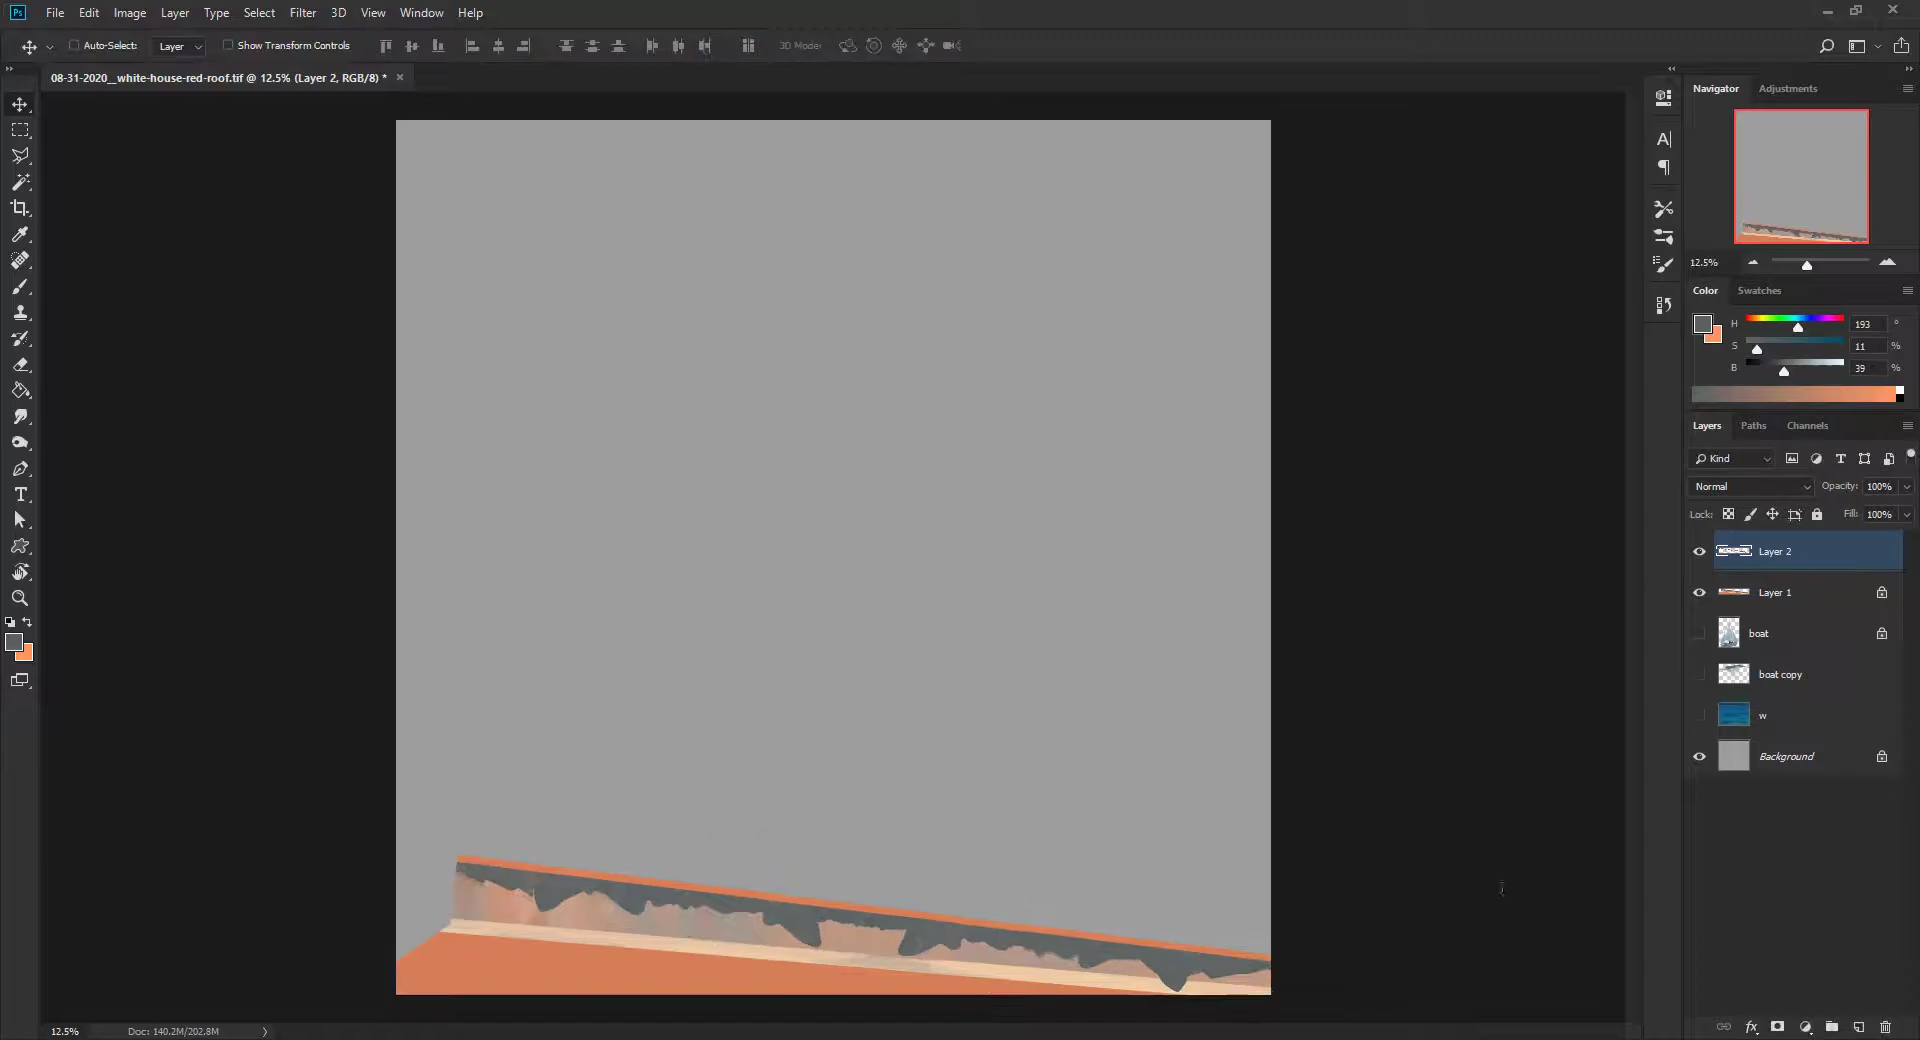 Ps File Edit Image Layer Type Select Filter 3D View Window Help
Auto-Select: Layer Show Transform Controls 3D Mode:
08-31-2020__white-house-red-roof.tif @ 12.5% (Layer 2, RGB/8) * ×
Navigator Adjustments
12.5%
Color Swatches
H 193 °
S 11 %
B 39 %
Layers Paths Channels
Kind
Normal Opacity: 100%
Lock: Fill: 100%
Layer 2
Layer 1
boat
boat copy
w
Background
12.5% Doc: 140.2M/202.8M